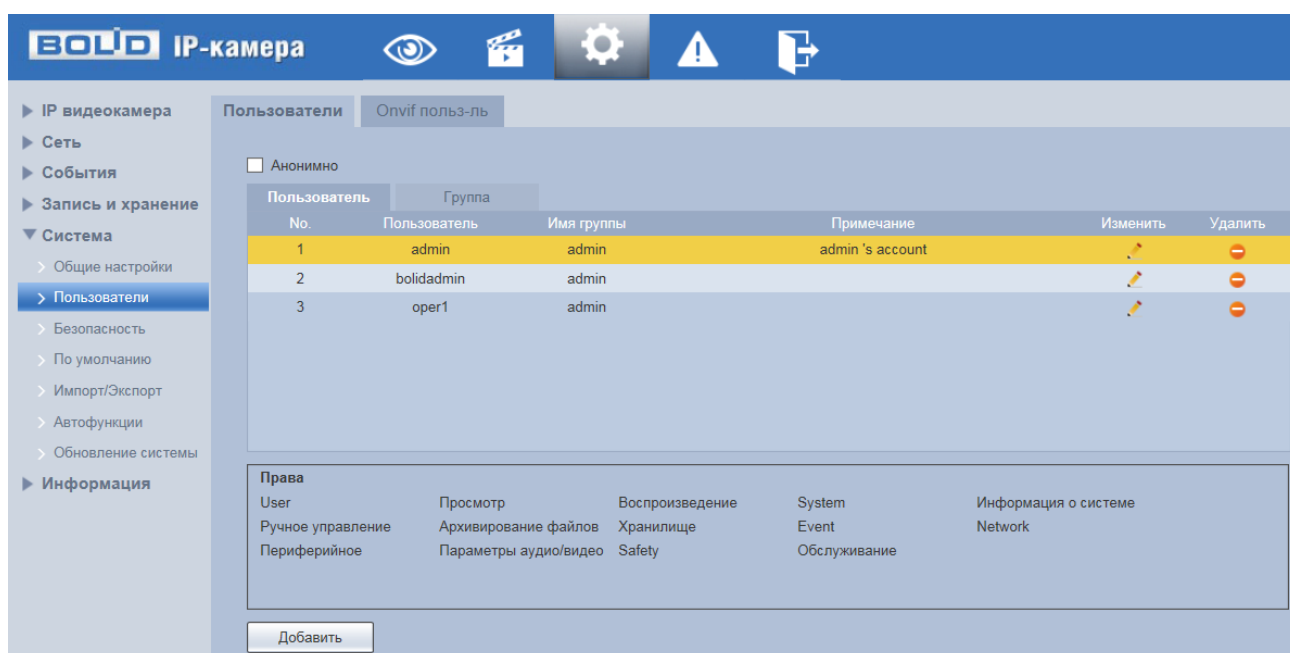 BOLID IP-камера
IP видеокамера
Сеть
События
Запись и хранение
Система
Общие настройки
Пользователи
Безопасность
По умолчанию
Импорт/Экспорт
Автофункции
Обновление системы
Информация
Пользователи Onvif польз-ль
Анонимно
Пользователь Группа
No. Пользователь Имя группы Примечание Изменить Удалить
1 admin admin admin 's account
2 bolidadmin admin
3 oper1 admin
Права
User Просмотр Воспроизведение System Информация о системе
Ручное управление Архивирование файлов Хранилище Event Network
Периферийное Параметры аудио/видео Safety Обслуживание
Добавить